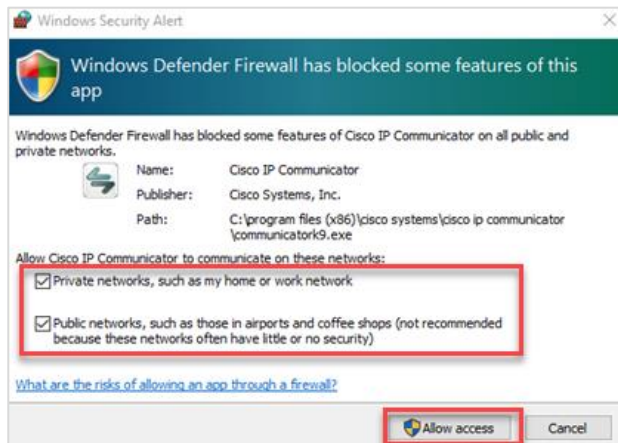 Windows Security Alert
Windows Defender Firewall has blocked some features of this
app
Windows Defender Firewall has blocked some features of Cisco IP Communicator on all public and
private networks.
Name: Cisco IP Communicator
Publisher: Cisco Systems, Inc.
Path: C:\program files (x86)\cisco systems\cisco ip communicator
\communicatork9.exe
Allow Cisco IP Communicator to communicate on these networks:
Private networks, such as my home or work network
Public networks, such as those in airports and coffee shops (not recommended
because these networks often have little or no security)
What are the risks of allowing an app through a firewall?
Allow access Cancel